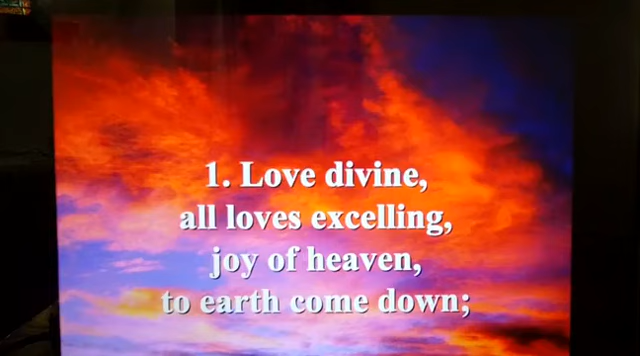 1. Love divine,
all loves excelling,
joy of heaven,
to earth come down;